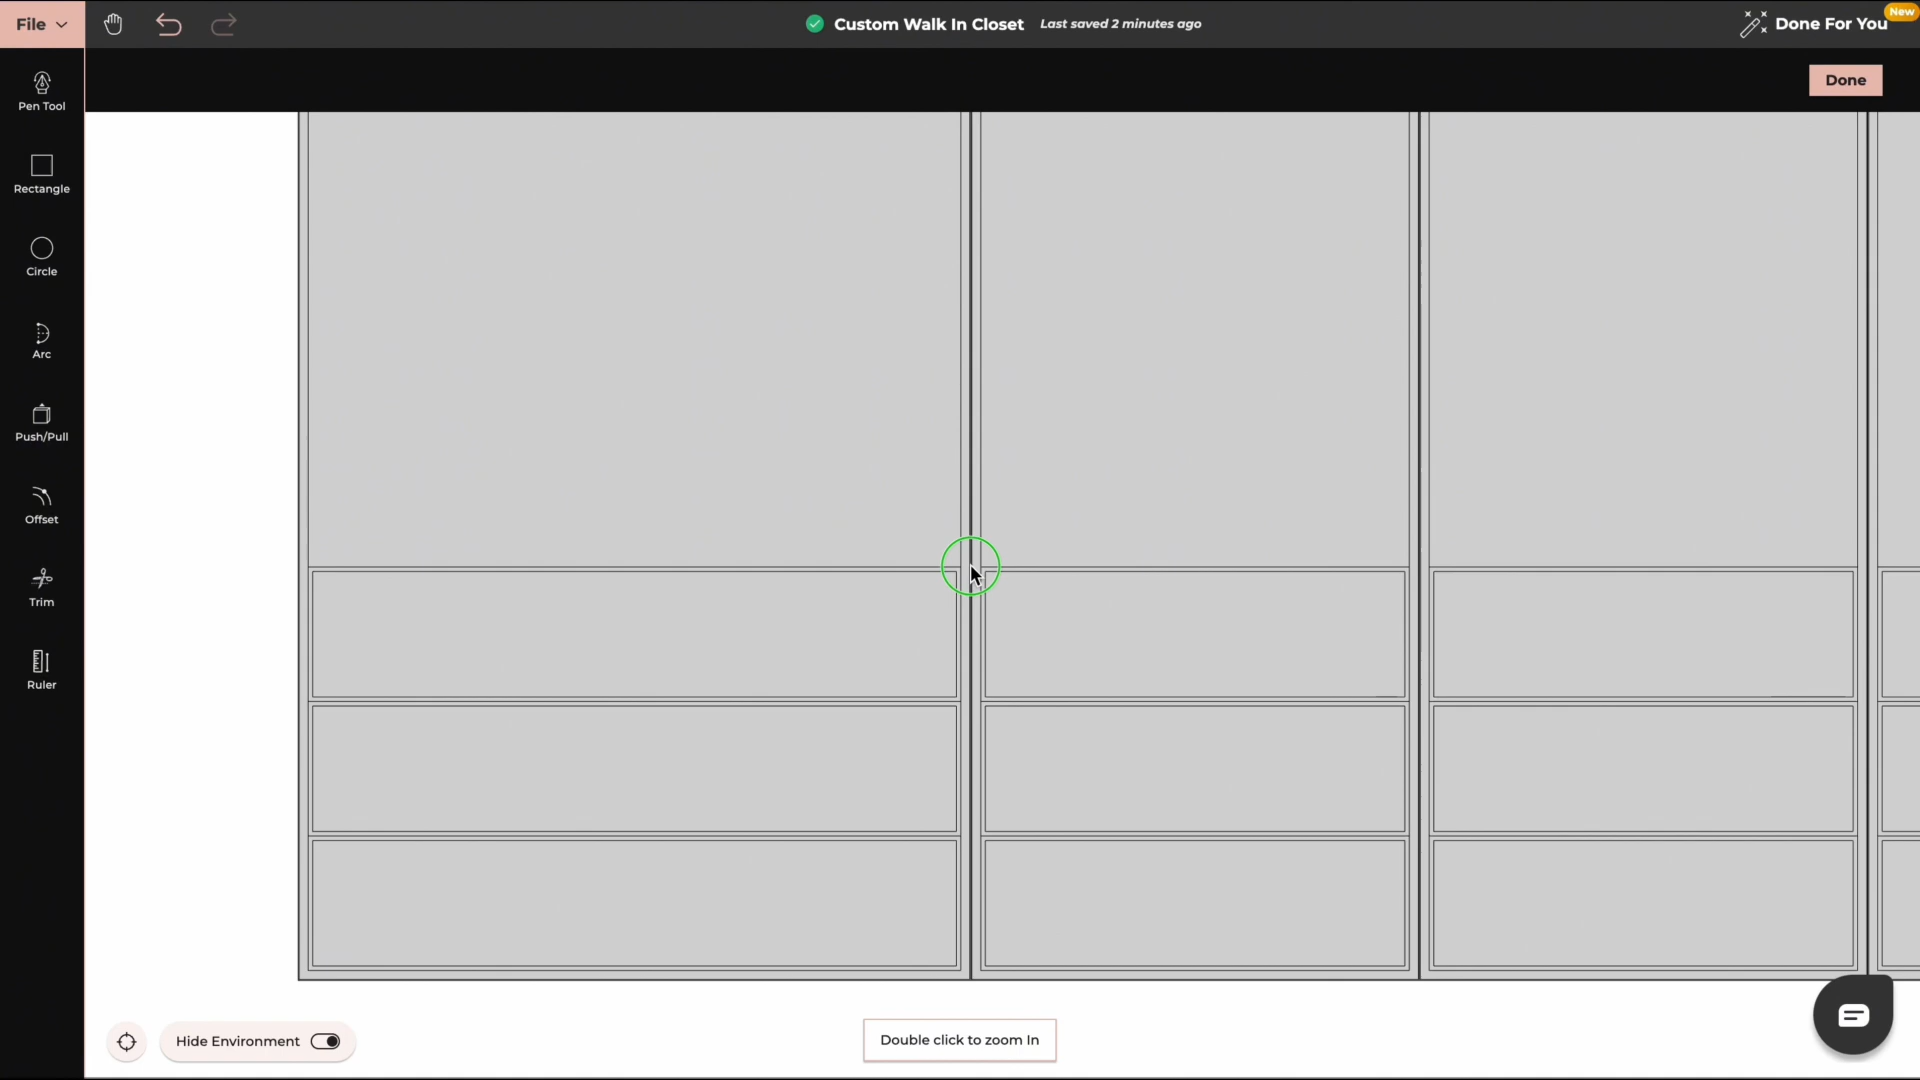 File
Custom Walk In Closet
Last saved 2 minutes ago
Done For You
New
Done
Pen Tool
Rectangle
Circle
Arc
Push/Pull
Offset
Trim
Ruler
Hide Environment
Double click to zoom In